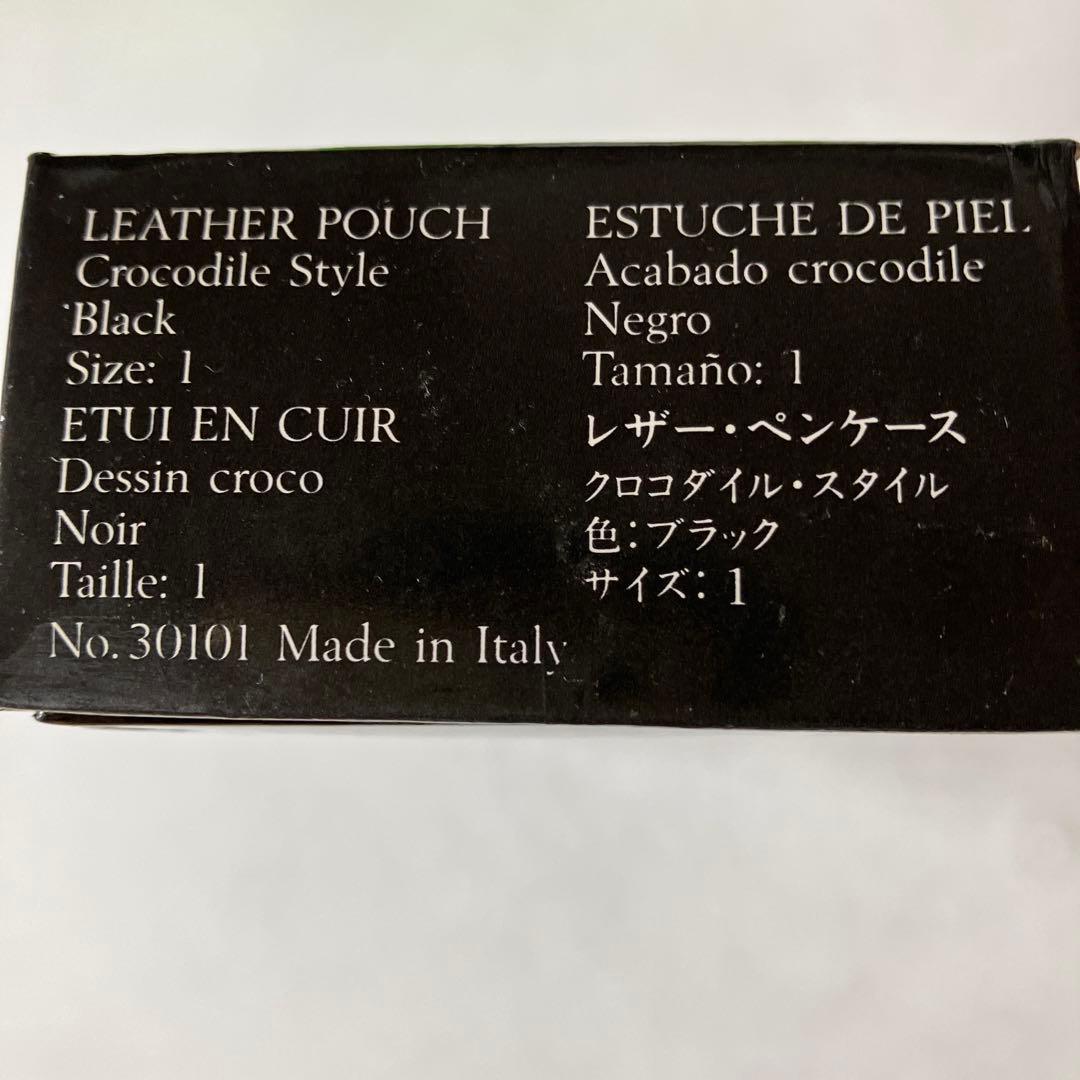 LEATHER POUCH
Crocodile Style
Black
Size: 1
ETUI EN CUIR
Dessin croco
Noir
Taille: 1
No. 30101 Made in Italy
ESTUCHE DE PIEL
Acabado crocodile
Negro
Tamaño: 1
レザー・ペンケース
クロコダイル・スタイル
色：ブラック
サイズ：1